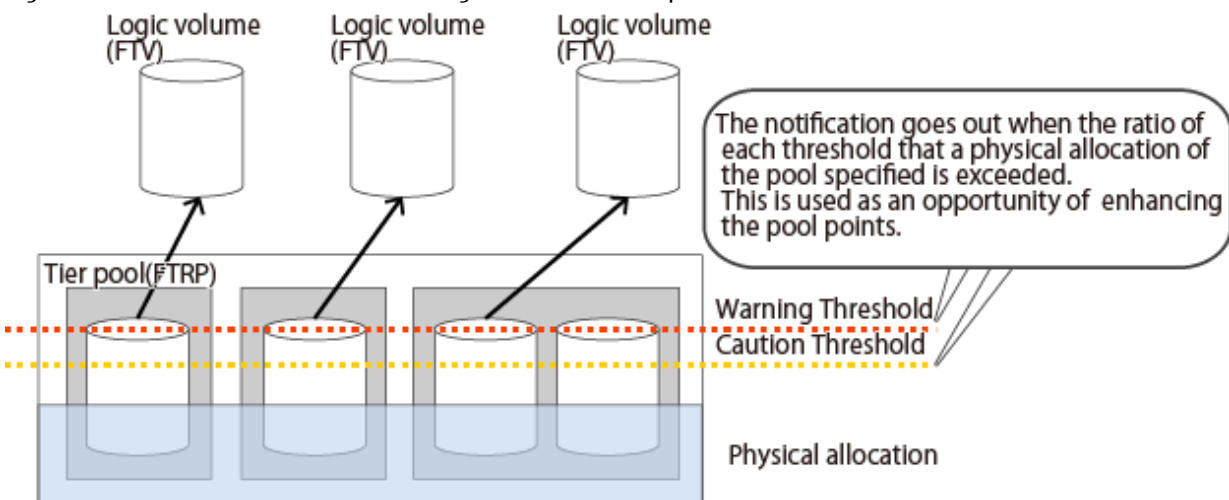 Logic volume
(FTV)
Logic volume
(FTV)
Logic volume
(FTV)
The notification goes out when the ratio of
each threshold that a physical allocation of
the pool specified is exceeded.
This is used as an opportunity of enhancing
the pool points.
Tier pool(FTRP)
Warning Threshold
Caution Threshold
Physical allocation